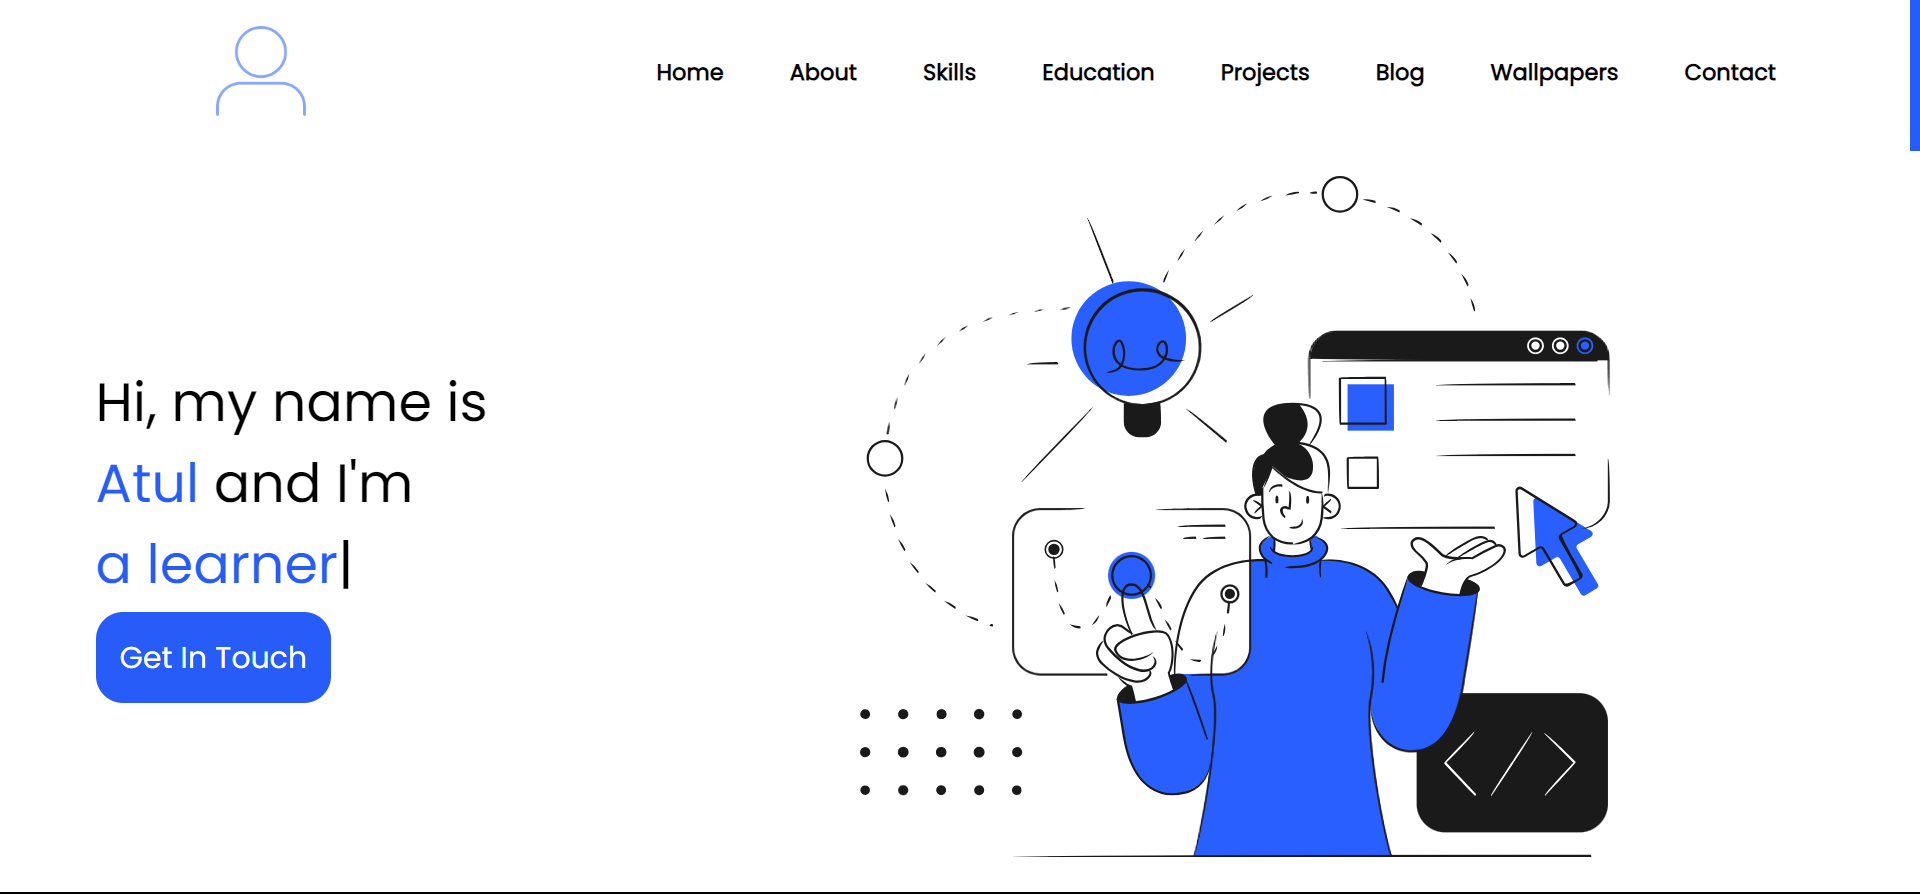 Home About Skills Education Projects Blog Wallpapers Contact
Hi, my name is
Atul and I'm
a learner|
Get In Touch